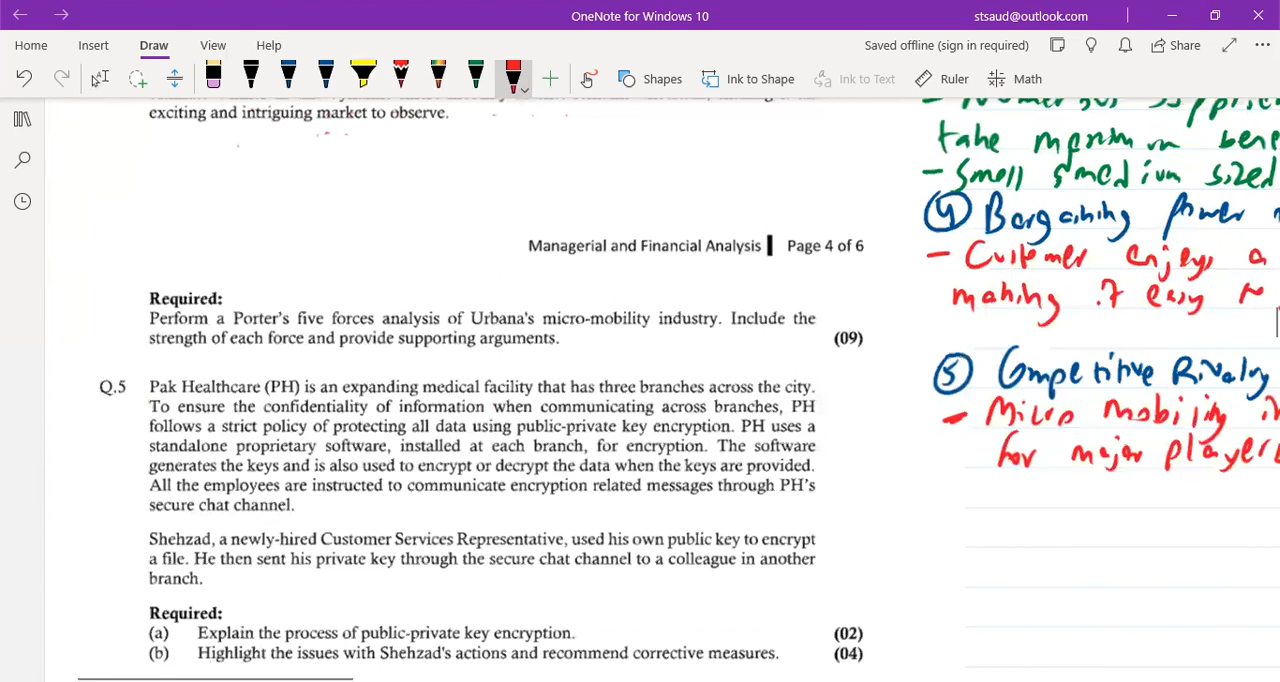 OneNote for Windows 10
stsaud@outlook.com
Home Insert Draw View Help
Saved offline (sign in required)
Share
Shapes
Ink to Shape
Ink to Text
Ruler
Math
exciting and intriguing market to observe.
Managerial and Financial Analysis Page 4 of 6
Required:
Perform a Porter's five forces analysis of Urbana's micro-mobility industry. Include the
strength of each force and provide supporting arguments. (09)
Q.5 Pak Healthcare (PH) is an expanding medical facility that has three branches across the city.
To ensure the confidentiality of information when communicating across branches, PH
follows a strict policy of protecting all data using public-private key encryption. PH uses a
standalone proprietary software, installed at each branch, for encryption. The software
generates the keys and is also used to encrypt or decrypt the data when the keys are provided.
All the employees are instructed to communicate encryption related messages through PH's
secure chat channel.
Shehzad, a newly-hired Customer Services Representative, used his own public key to encrypt
a file. He then sent his private key through the secure chat channel to a colleague in another
branch.
Required:
(a) Explain the process of public-private key encryption. (02)
(b) Highlight the issues with Shehzad's actions and recommend corrective measures. (04)
take
- Small & medium sized
④ Bargaining power
- Customer enjoys a
making it easy to
⑤ Competitive Rivalry
- Micro mobility
for major players